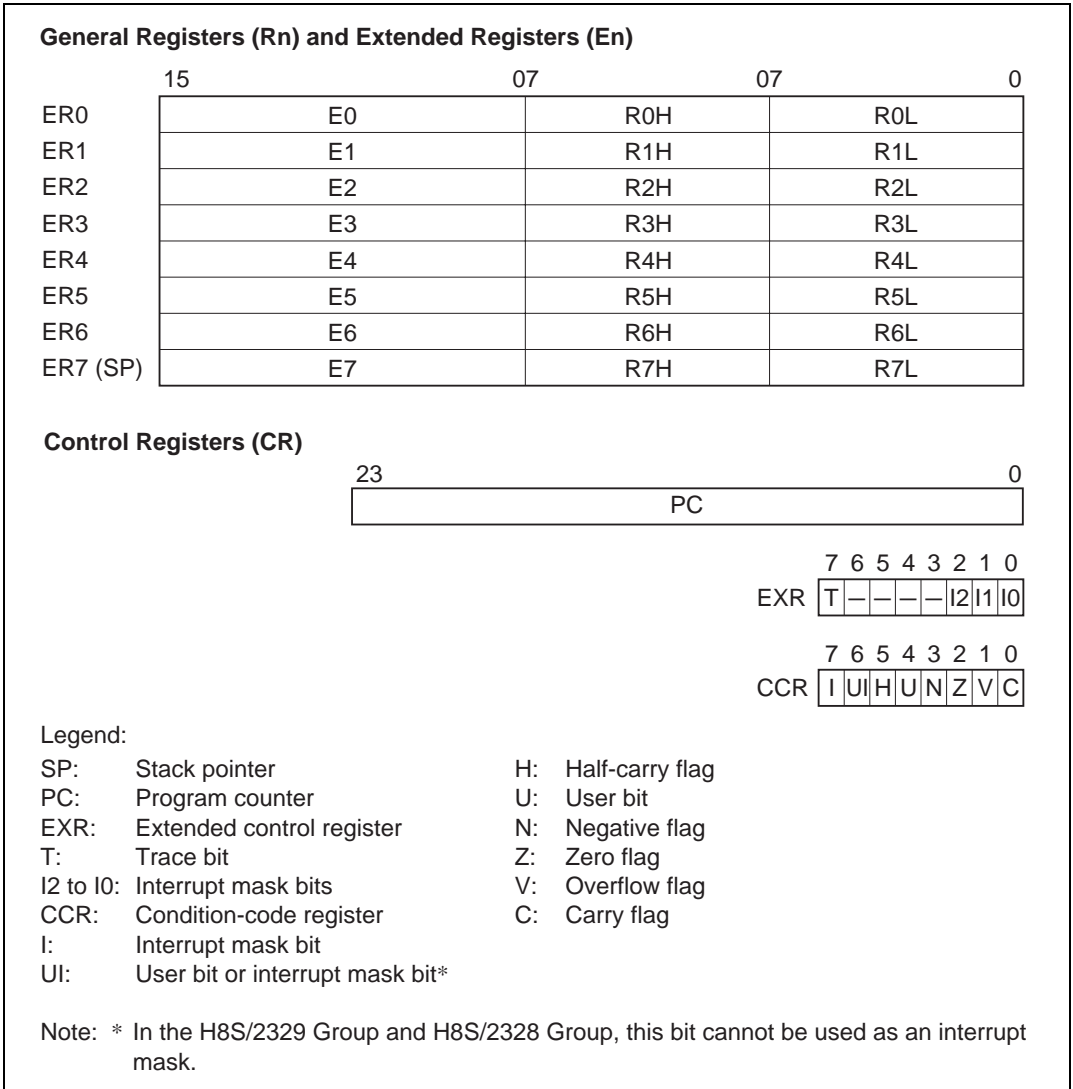 General Registers (Rn) and Extended Registers (En)
15 07 07 0
ER0 E0 R0H R0L
ER1 E1 R1H R1L
ER2 E2 R2H R2L
ER3 E3 R3H R3L
ER4 E4 R4H R4L
ER5 E5 R5H R5L
ER6 E6 R6H R6L
ER7 (SP) E7 R7H R7L
Control Registers (CR)
23 0
PC
7 6 5 4 3 2 1 0
EXR T — — — — I2 I1 I0
7 6 5 4 3 2 1 0
CCR I UI H U N Z V C
Legend:
SP: Stack pointer H: Half-carry flag
PC: Program counter U: User bit
EXR: Extended control register N: Negative flag
T: Trace bit Z: Zero flag
I2 to I0: Interrupt mask bits V: Overflow flag
CCR: Condition-code register C: Carry flag
I: Interrupt mask bit
UI: User bit or interrupt mask bit*
Note: * In the H8S/2329 Group and H8S/2328 Group, this bit cannot be used as an interrupt
mask.